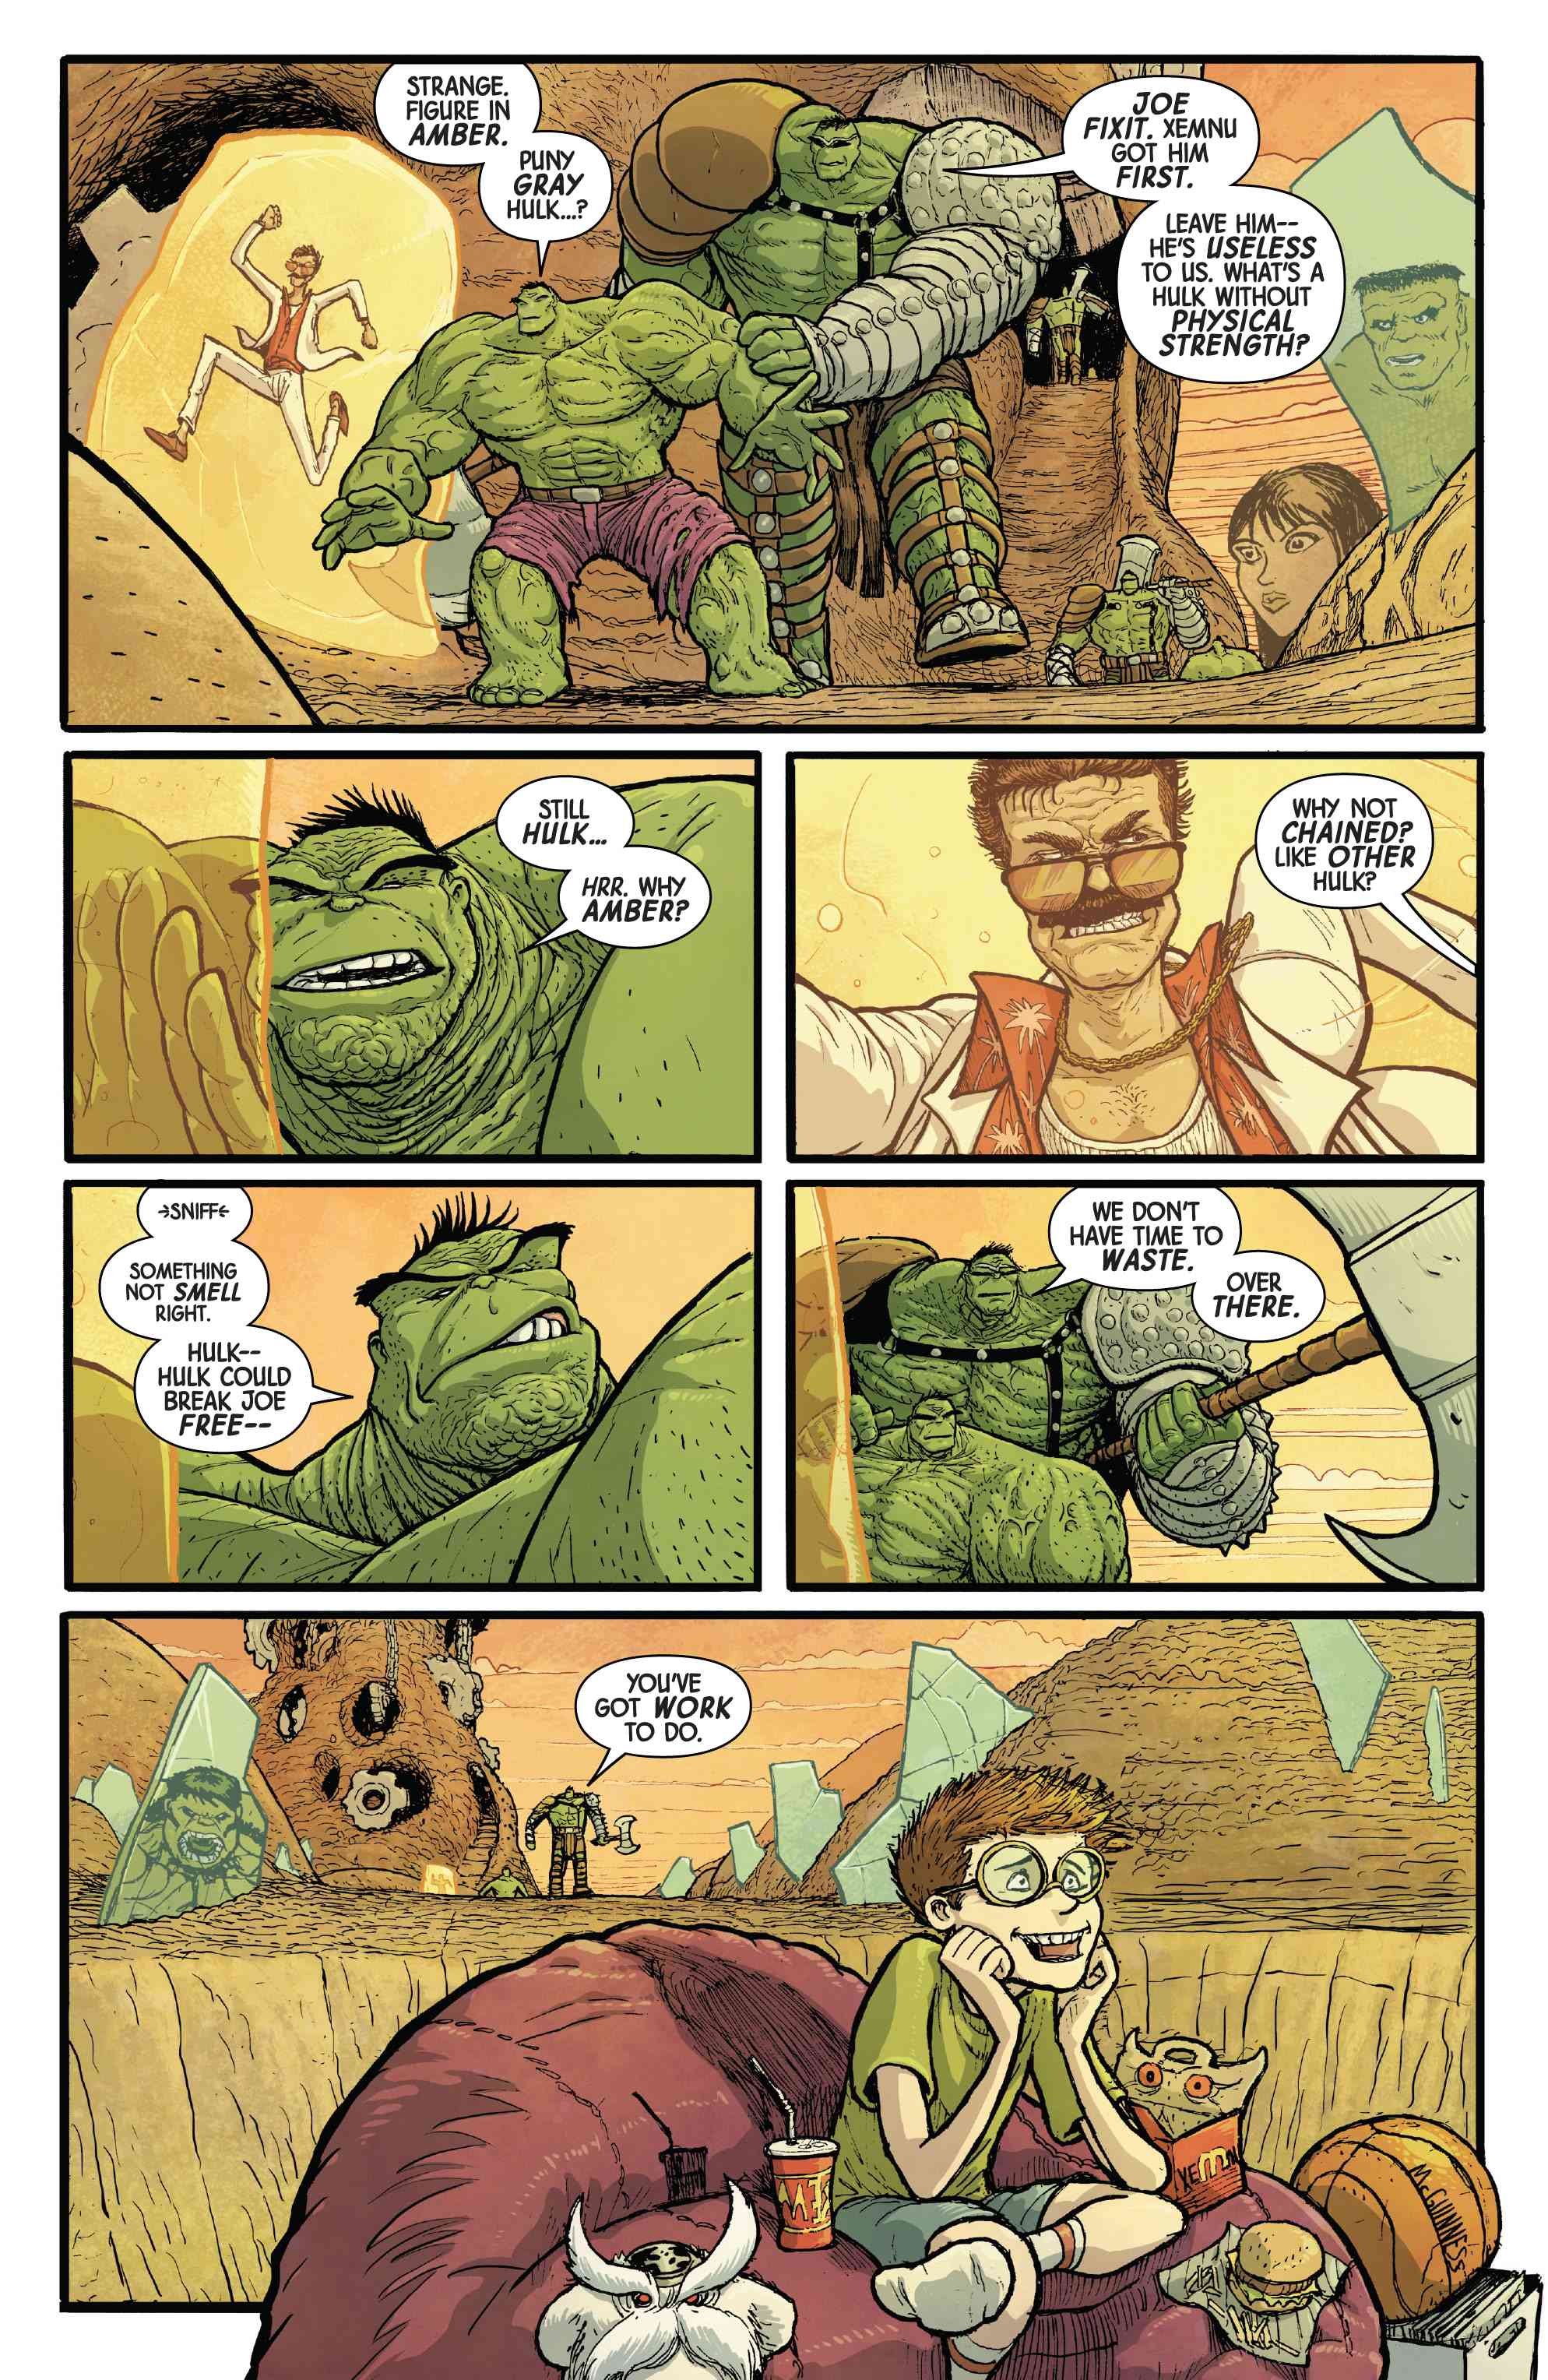 STRANGE.
FIGURE IN
AMBER.
PUNY
GRAY
HULK...?
JOE
FIXIT. XEMNU
GOT HIM
FIRST.
LEAVE HIM--
HE'S USELESS
TO US. WHAT'S A
HULK WITHOUT
PHYSICAL
STRENGTH?
STILL
HULK...
HRR. WHY
AMBER?
WHY NOT
CHAINED?
LIKE OTHER
HULK?
SNIFF
SOMETHING
NOT SMELL
RIGHT.
HULK--
HULK COULD
BREAK JOE
FREE--
WE DON'T
HAVE TIME TO
WASTE.
OVER
THERE.
YOU'VE
GOT WORK
TO DO.
MCGUINNESS